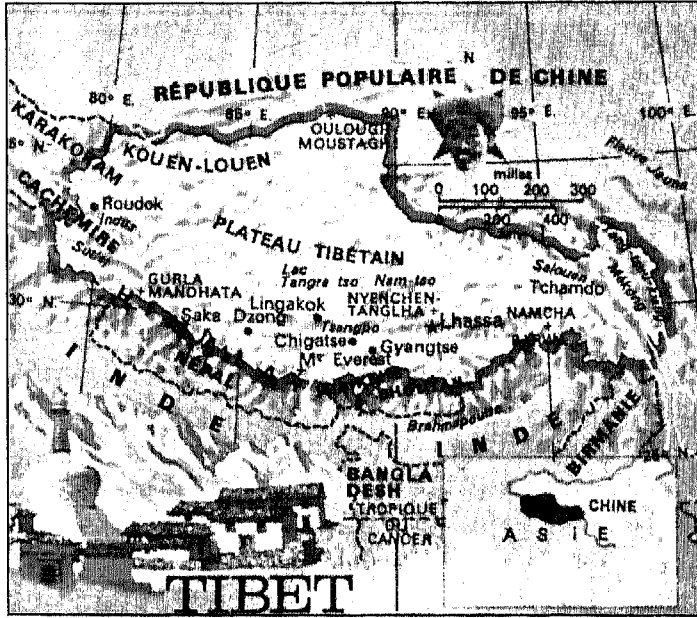 N
80° E.
85° E.
90° E.
95° E.
100° E.
RÉPUBLIQUE POPULAIRE DE CHINE
KARAKORAM
KOUEN-LOUEN
OULOUGH
MOUSTAGH
milles
0 100 200 300
200 400
Fleuve Jaune
CACHEMIRE
Roudok
Indus
Sutlej
PLATEAU TIBÉTAIN
Lac
Tangra tso
Nam-tso
Salouen
Tchamdo
Mékong
30° N
GURLA
MANDHATA
Lingakok
NYENCHEN-
TANGLHA
Lhassa
NAMCHA
Saka Dzong
Tsangpo
Chigatse
Gyangtse
Mt Everest
NÉPAL
INDE
Brahmapoutre
INDE
BIRMANIE
BANGLA
DESH
TROPIQUE
DU
CANCER
CHINE
ASIE
TIBET